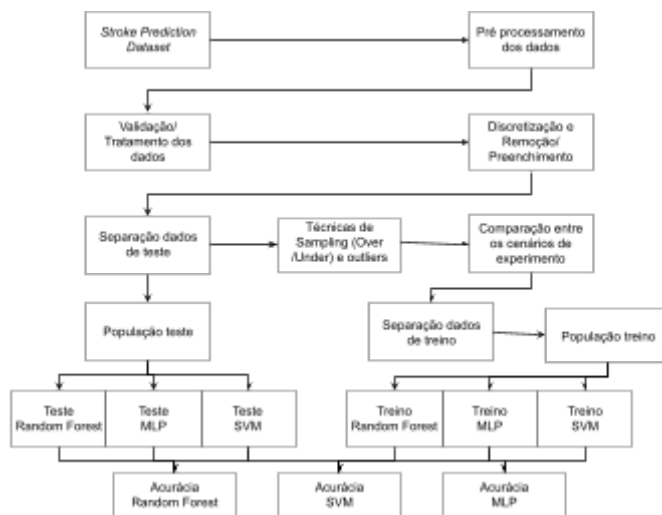 Stroke Prediction
Dataset
Pré processamento
dos dados
Validação/
Tratamento dos
dados
Discretização e
Remoção/
Preenchimento
Separação dados
de teste
Técnicas de
Sampling (Over
/Under) e outliers
Comparação entre
os cenários de
experimento
População teste
Separação dados
de treino
População treino
Teste
Random Forest
Teste
MLP
Teste
SVM
Treino
Random Forest
Treino
MLP
Treino
SVM
Acurácia
Random Forest
Acurácia
SVM
Acurácia
MLP